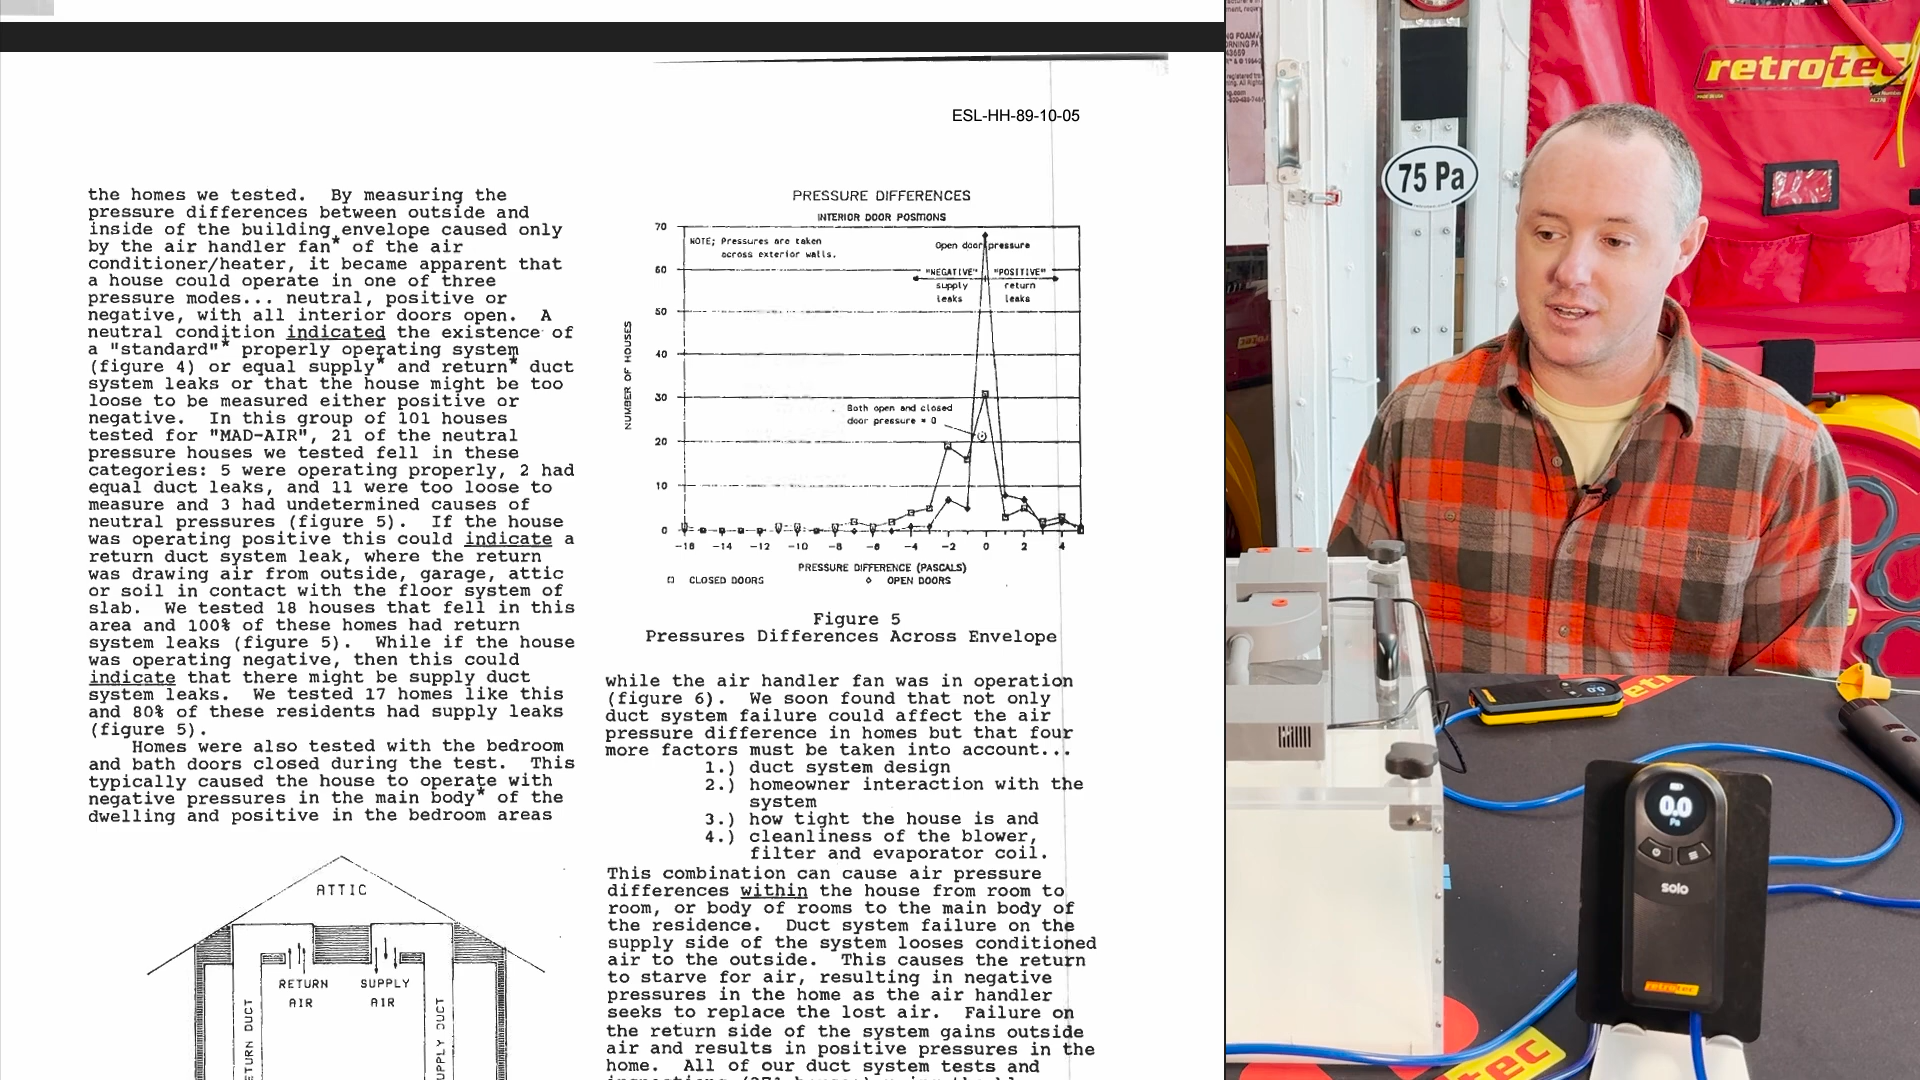 ESL-HH-89-10-05
the homes we tested. By measuring the
pressure differences between outside and
inside of the building envelope caused only
by the air handler fan* of the air
conditioner/heater, it became apparent that
a house could operate in one of three
pressure modes... neutral, positive or
negative, with all interior doors open. A
neutral condition indicated the existence of
a "standard"* properly operating system
(figure 4) or equal supply* and return* duct
system leaks or that the house might be too
loose to be measured either positive or
negative. In this group of 101 houses
tested for "MAD-AIR", 21 of the neutral
pressure houses we tested fell in these
categories: 5 were operating properly, 2 had
equal duct leaks, and 11 were too loose to
measure and 3 had undetermined causes of
neutral pressures (figure 5). If the house
was operating positive this could indicate a
return duct system leak, where the return
was drawing air from outside, garage, attic
or soil in contact with the floor system of
slab. We tested 18 houses that fell in this
area and 100% of these homes had return
system leaks (figure 5). While if the house
was operating negative, then this could
indicate that there might be supply duct
system leaks. We tested 17 homes like this
and 80% of these residents had supply leaks
(figure 5).
Homes were also tested with the bedroom
and bath doors closed during the test. This
typically caused the house to operate with
negative pressures in the main body* of the
dwelling and positive in the bedroom areas
ATTIC
RETURN AIR
SUPPLY AIR
RETURN DUCT
SUPPLY DUCT
PRESSURE DIFFERENCES
INTERIOR DOOR POSITIONS
NOTE; Pressures are taken
across exterior walls.
Open door pressure
"NEGATIVE" "POSITIVE"
supply return
leaks leaks
Both open and closed
door pressure = 0
NUMBER OF HOUSES
70
60
50
40
30
20
10
0
-16 -14 -12 -10 -8 -6 -4 -2 0 2 4
PRESSURE DIFFERENCE (PASCALS)
CLOSED DOORS OPEN DOORS
Figure 5
Pressures Differences Across Envelope
while the air handler fan was in operation
(figure 6). We soon found that not only
duct system failure could affect the air
pressure difference in homes but that four
more factors must be taken into account...
1.) duct system design
2.) homeowner interaction with the
system
3.) how tight the house is and
4.) cleanliness of the blower,
filter and evaporator coil.
This combination can cause air pressure
differences within the house from room to
room, or body of rooms to the main body of
the residence. Duct system failure on the
supply side of the system looses conditioned
air to the outside. This causes the return
to starve for air, resulting in negative
pressures in the home as the air handler
seeks to replace the lost air. Failure on
the return side of the system gains outside
air and results in positive pressures in the
home. All of our duct system tests and
retrotec
75 Pa
0.0
Pa
solo
retrotec